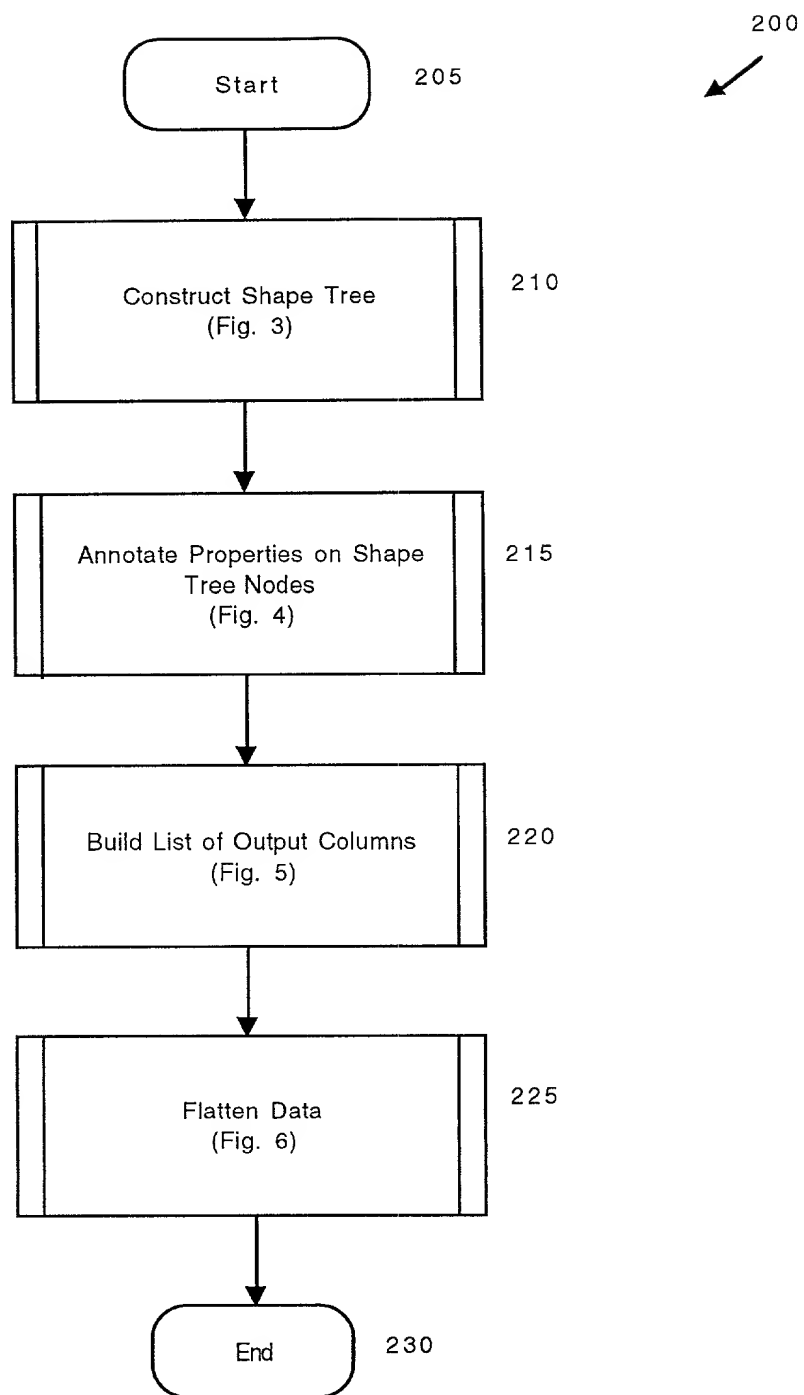 200
Start
205
Construct Shape Tree
(Fig. 3)
210
Annotate Properties on Shape
Tree Nodes
(Fig. 4)
215
Build List of Output Columns
(Fig. 5)
220
Flatten Data
(Fig. 6)
225
End
230